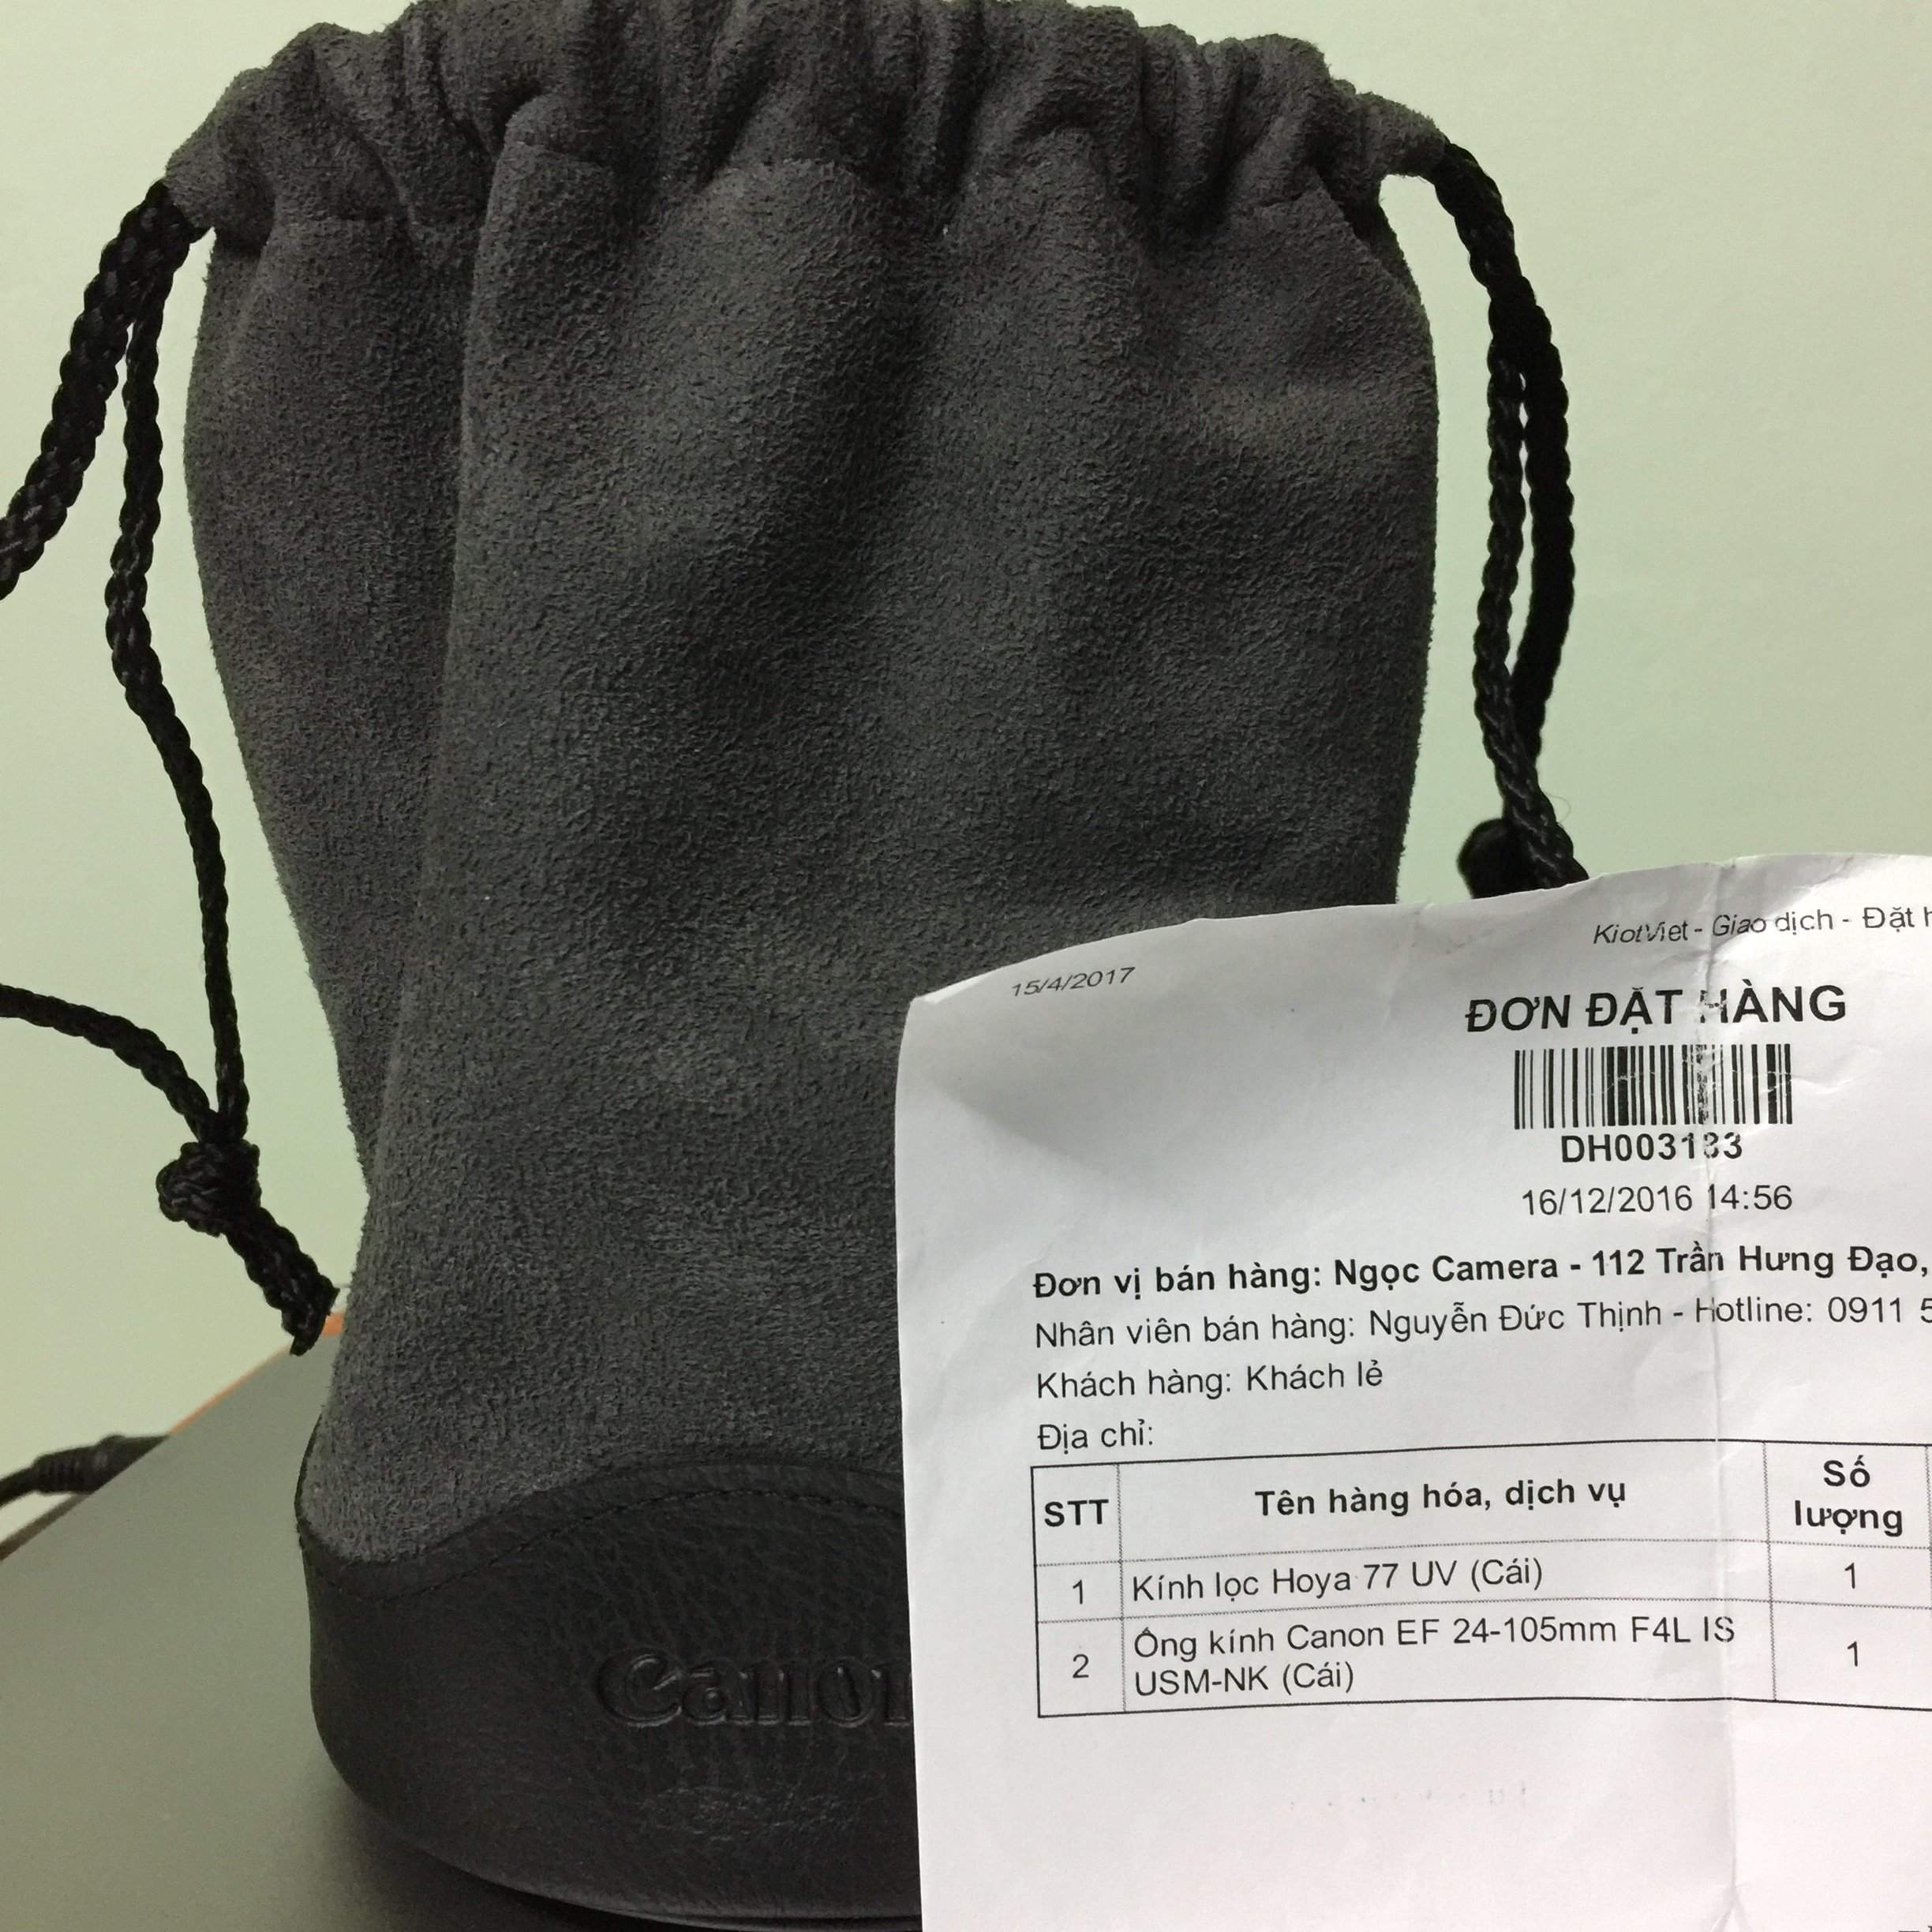 15/4/2017
KiotViet - Giao dịch - Đặt
ĐƠN ĐẶT HÀNG
DH003183
16/12/2016 14:56
Đơn vị bán hàng: Ngọc Camera - 112 Trần Hưng Đạo,
Nhân viên bán hàng: Nguyễn Đức Thịnh - Hotline: 0911 5
Khách hàng: Khách lẻ
Địa chỉ:
STT Tên hàng hóa, dịch vụ Số lượng
1 Kính lọc Hoya 77 UV (Cái) 1
2 Ống kính Canon EF 24-105mm F4L IS
USM-NK (Cái) 1
Canon